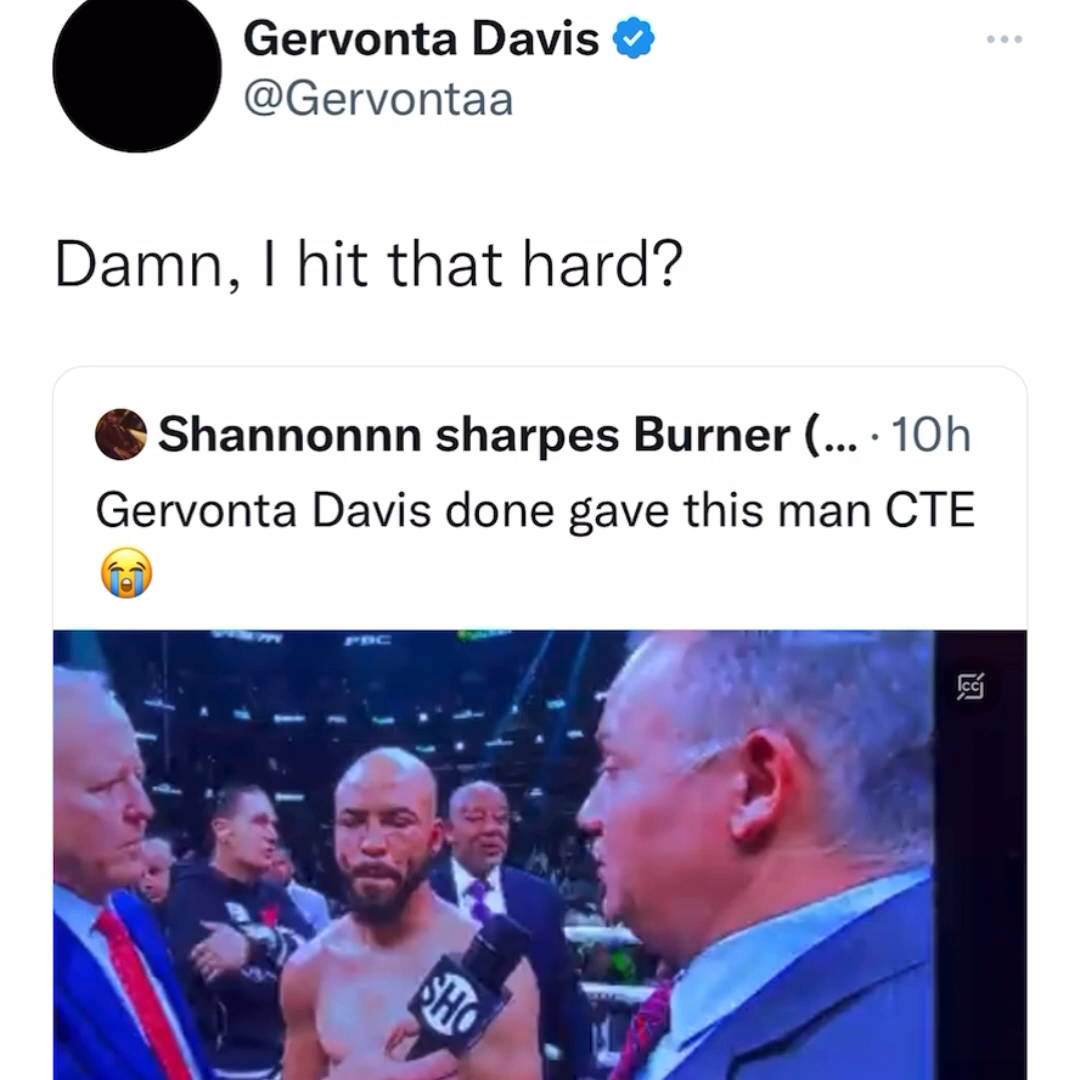 Gervonta Davis
@Gervontaa
Damn, I hit that hard?
Shannonnn sharpes Burner (... · 10h
Gervonta Davis done gave this man CTE
😭
PBC
CC
SHO